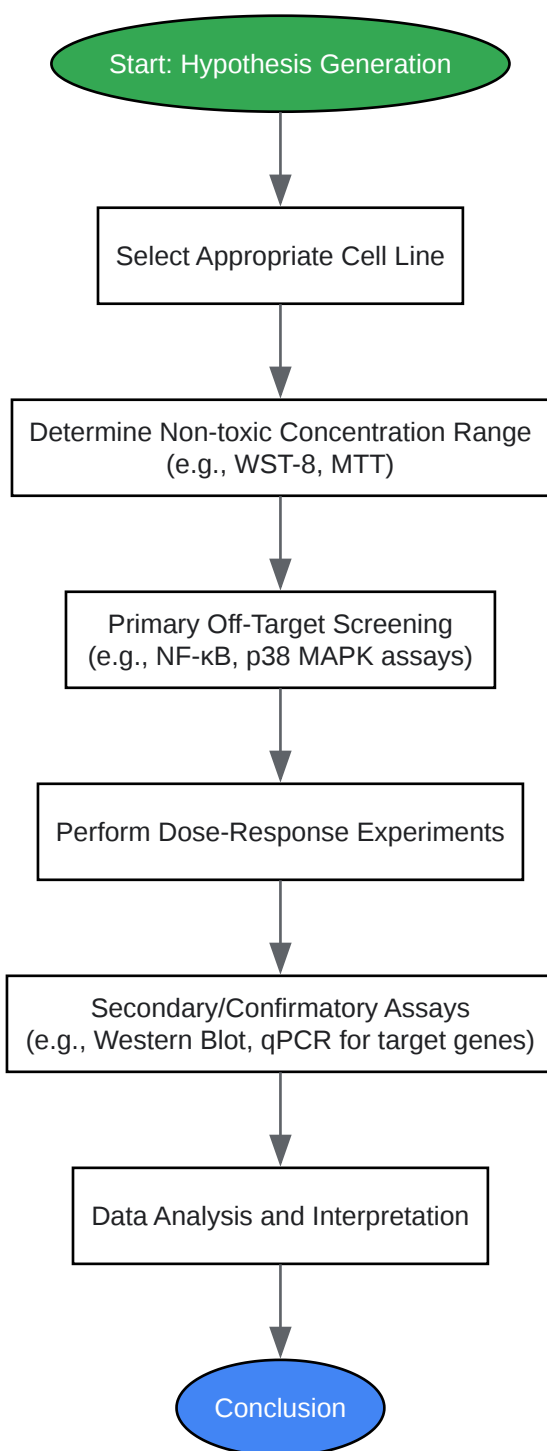 Start: Hypothesis Generation
Select Appropriate Cell Line
Determine Non-toxic Concentration Range
(e.g., WST-8, MTT)
Primary Off-Target Screening
(e.g., NF-κB, p38 MAPK assays)
Perform Dose-Response Experiments
Secondary/Confirmatory Assays
(e.g., Western Blot, qPCR for target genes)
Data Analysis and Interpretation
Conclusion